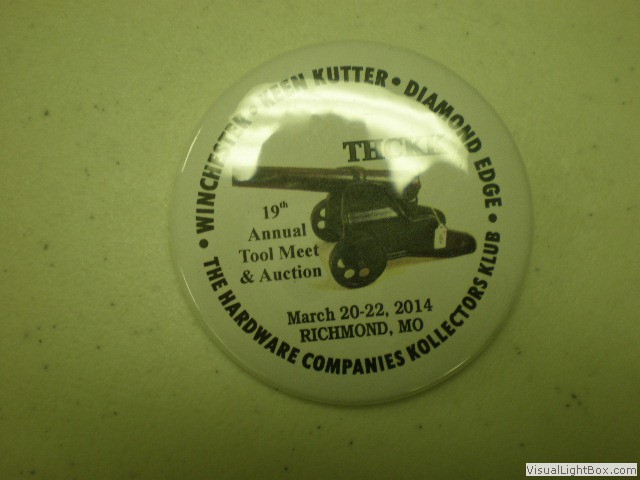 WINCHESTER • KEEN KUTTER • DIAMOND EDGE •
THCKK
19th
Annual
Tool Meet
& Auction
March 20-22, 2014
RICHMOND, MO
THE HARDWARE COMPANIES KOLLECTORS KLUB •
VisualLightBox.com